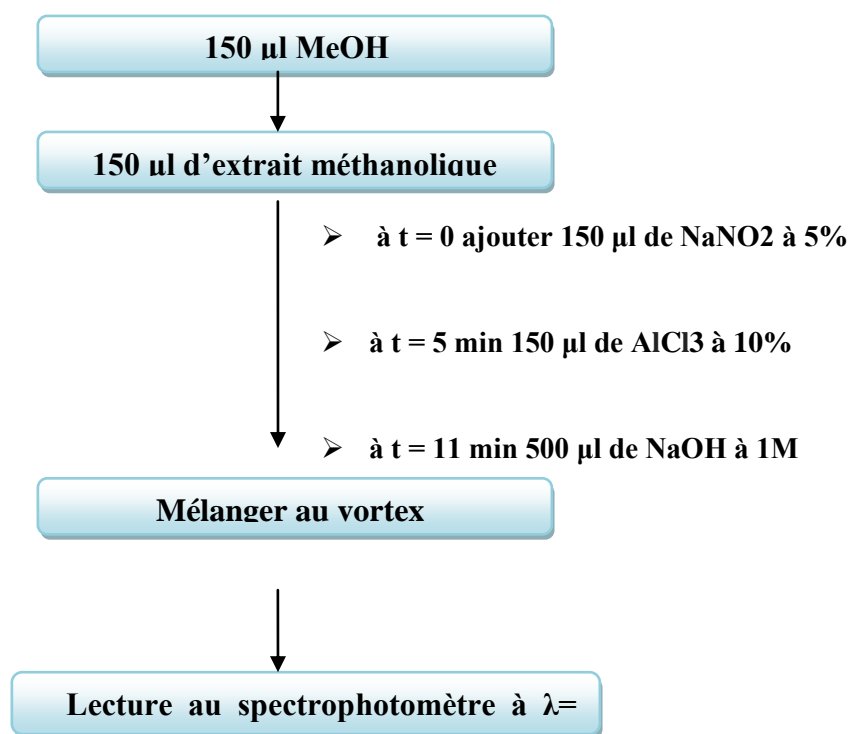 150 µl MeOH
150 µl d’extrait méthanolique
➢ à t = 0 ajouter 150 µl de NaNO2 à 5%
➢ à t = 5 min 150 µl de AlCl3 à 10%
➢ à t = 11 min 500 µl de NaOH à 1M
Mélanger au vortex
Lecture au spectrophotomètre à λ=